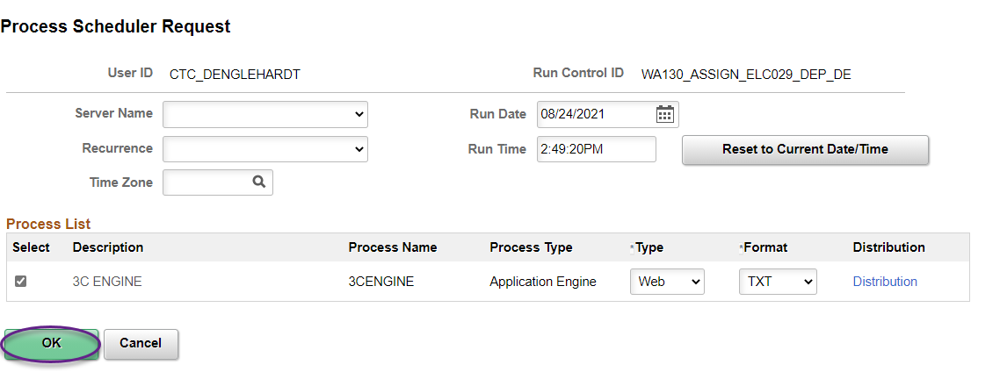 Process Scheduler Request
User ID CTC_DENGLEHARDT Run Control ID WA130_ASSIGN_ELC029_DEP_DE
Server Name Run Date 08/24/2021
Recurrence Run Time 2:49:20PM Reset to Current Date/Time
Time Zone
Process List
Select Description Process Name Process Type *Type *Format Distribution
3C ENGINE 3CENGINE Application Engine Web TXT Distribution
OK Cancel